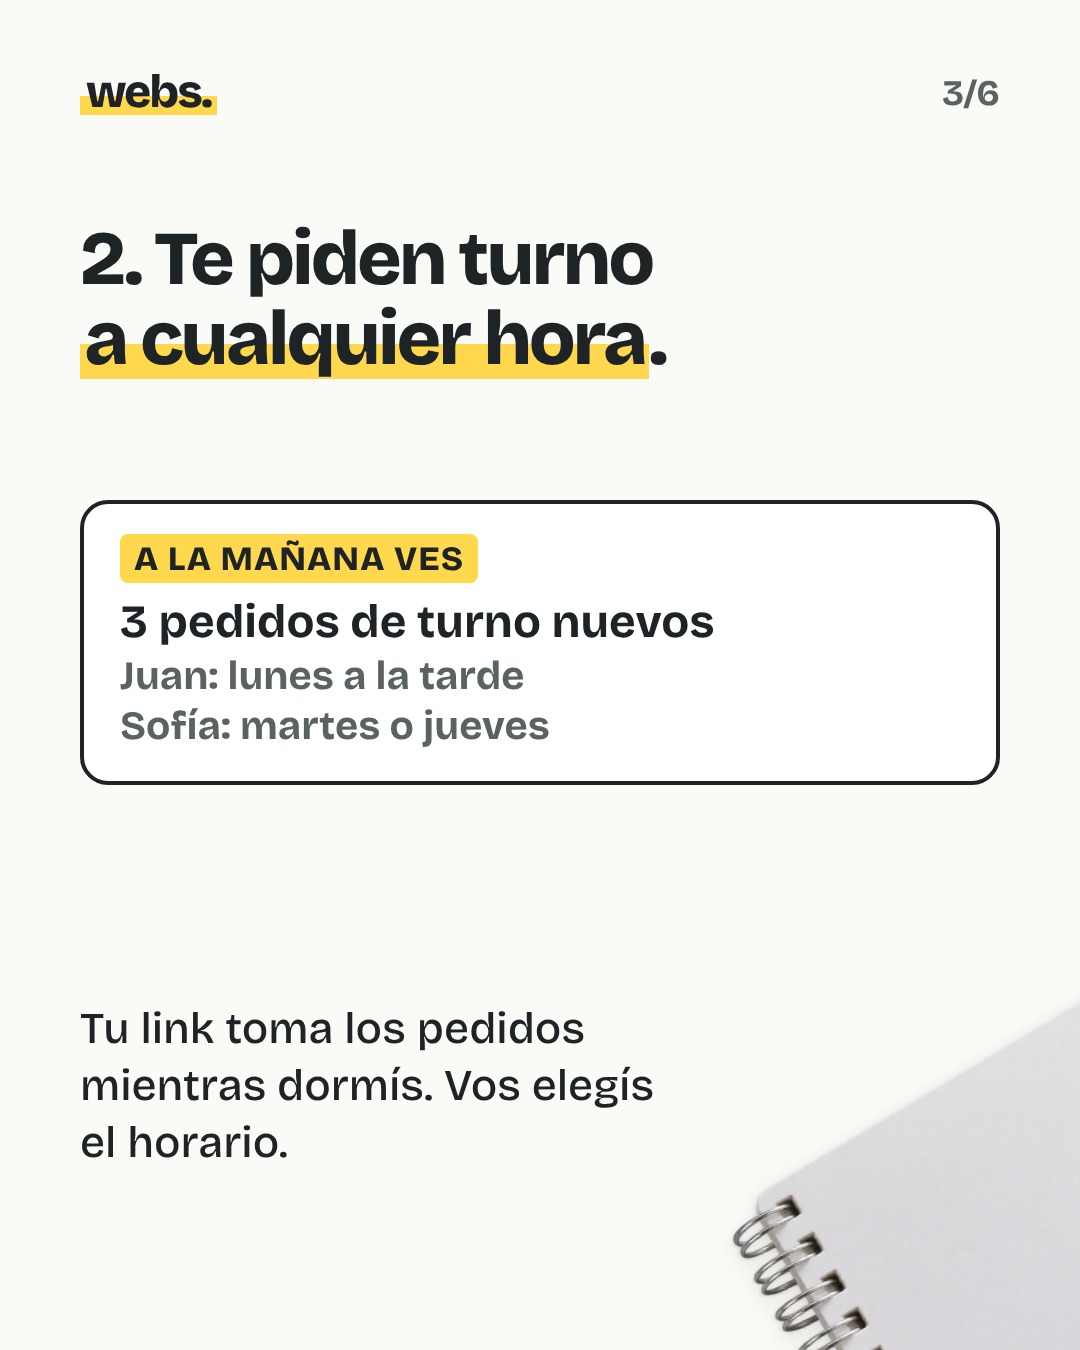 webs.
3/6
2. Te piden turno
a cualquier hora.
A LA MAÑANA VES
3 pedidos de turno nuevos
Juan: lunes a la tarde
Sofía: martes o jueves
Tu link toma los pedidos
mientras dormís. Vos elegís
el horario.